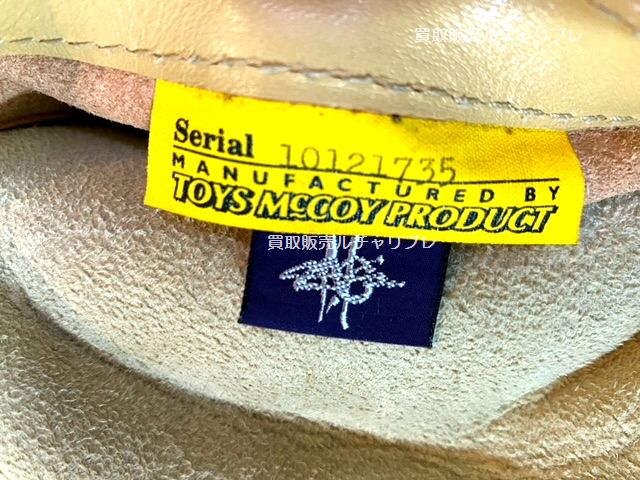 買取販売ルチャリブレ
Serial 10121735
MANUFACTURED BY
TOYS McCOY PRODUCT
買取販売ルチャリブレ